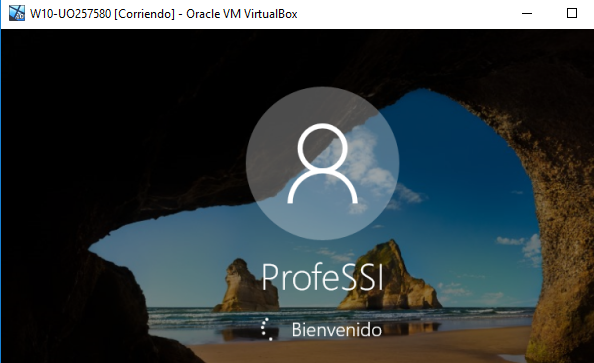 W10-UO257580 [Corriendo] - Oracle VM VirtualBox
ProfeSSI
Bienvenido